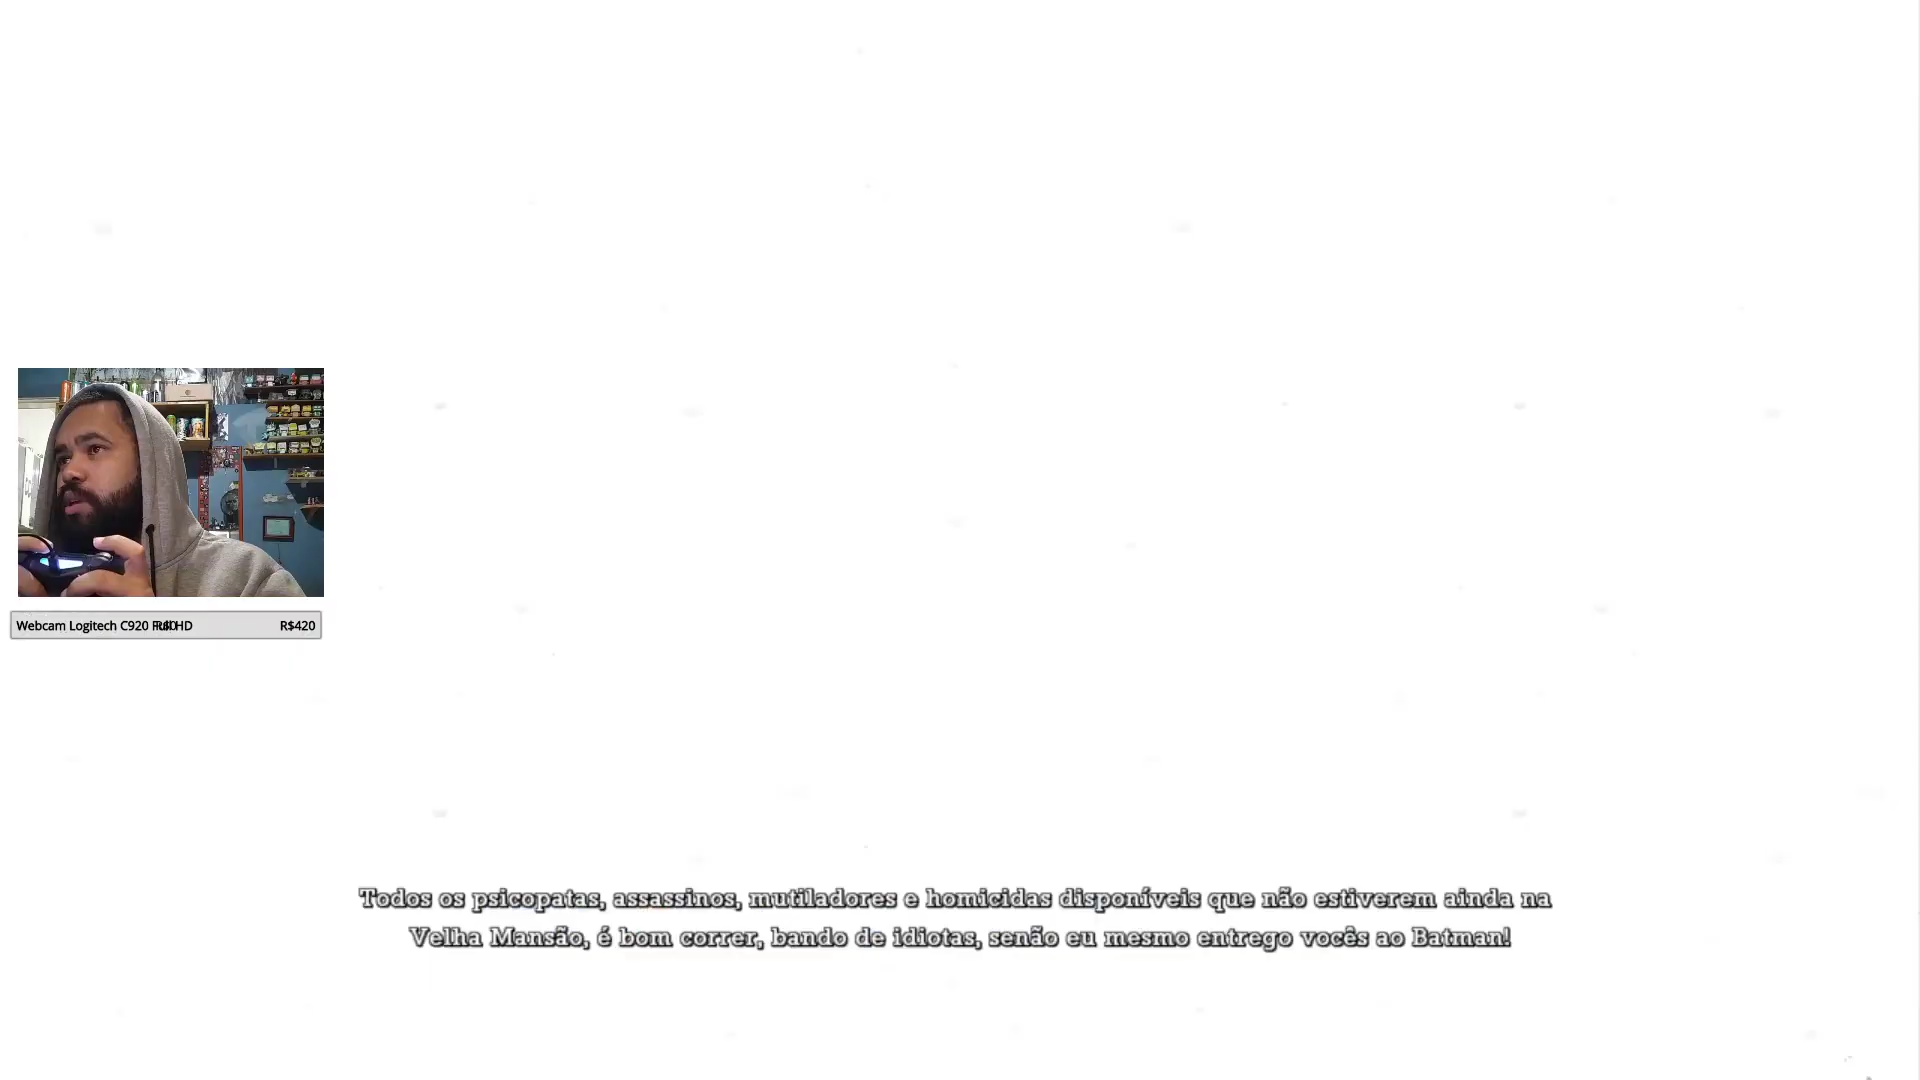 Webcam Logitech C920 Full HD R$420
Todos os psicopatas, assassinos, mutiladores e homicidas disponíveis que não estiverem ainda na
Velha Mansão, é bom correr, bando de idiotas, senão eu mesmo entrego vocês ao Batman!